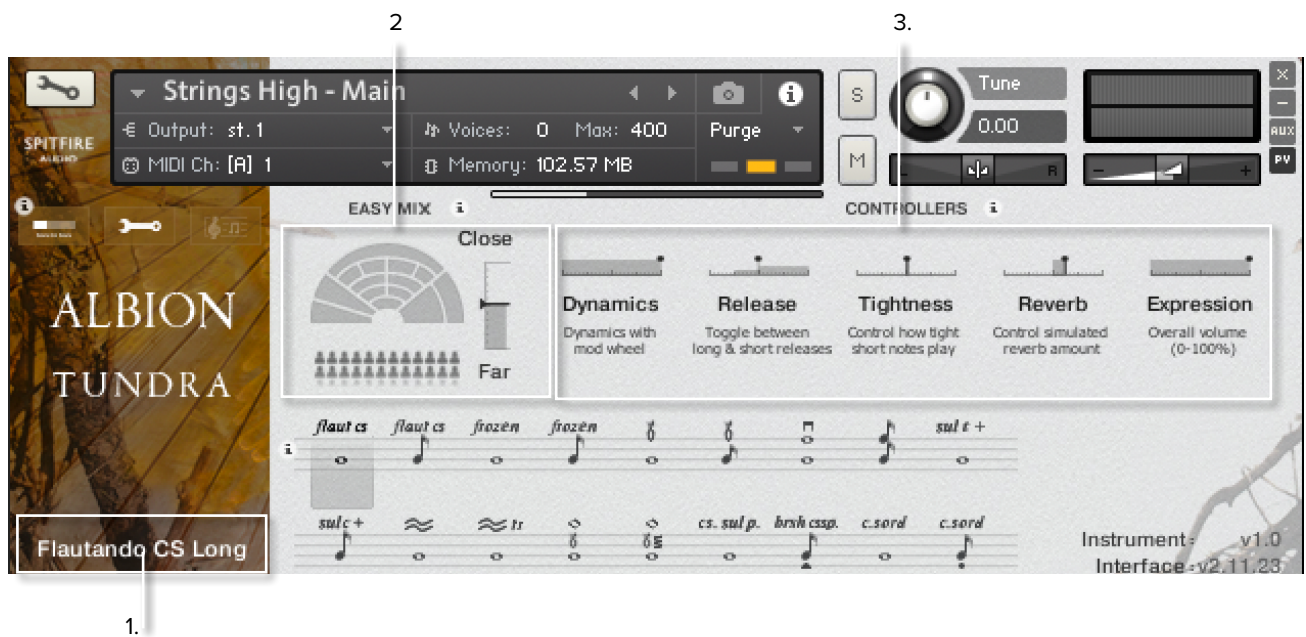 2
3.
Strings High - Main
i
S
Tune
X
-
Output: st.1
Voices: 0 Max: 400
Purge
0.00
AUX
SPITFIRE
AUDIO
MIDI Ch: [A] 1
Memory: 102.57 MB
M
L R
- +
PV
i
EASY MIX i
CONTROLLERS i
Close
Far
Dynamics
Dynamics with
mod wheel
Release
Toggle between
long & short releases
Tightness
Control how tight
short notes play
Reverb
Control simulated
reverb amount
Expression
Overall volume
(0-100%)
ALBION
TUNDRA
flaut cs flaut cs frozen frozen sul t +
i
sul c + tr cs. sul p. brsh cssp. c.sord c.sord
Flautando CS Long
Instrument: v1.0
Interface: v2.11.23
1.